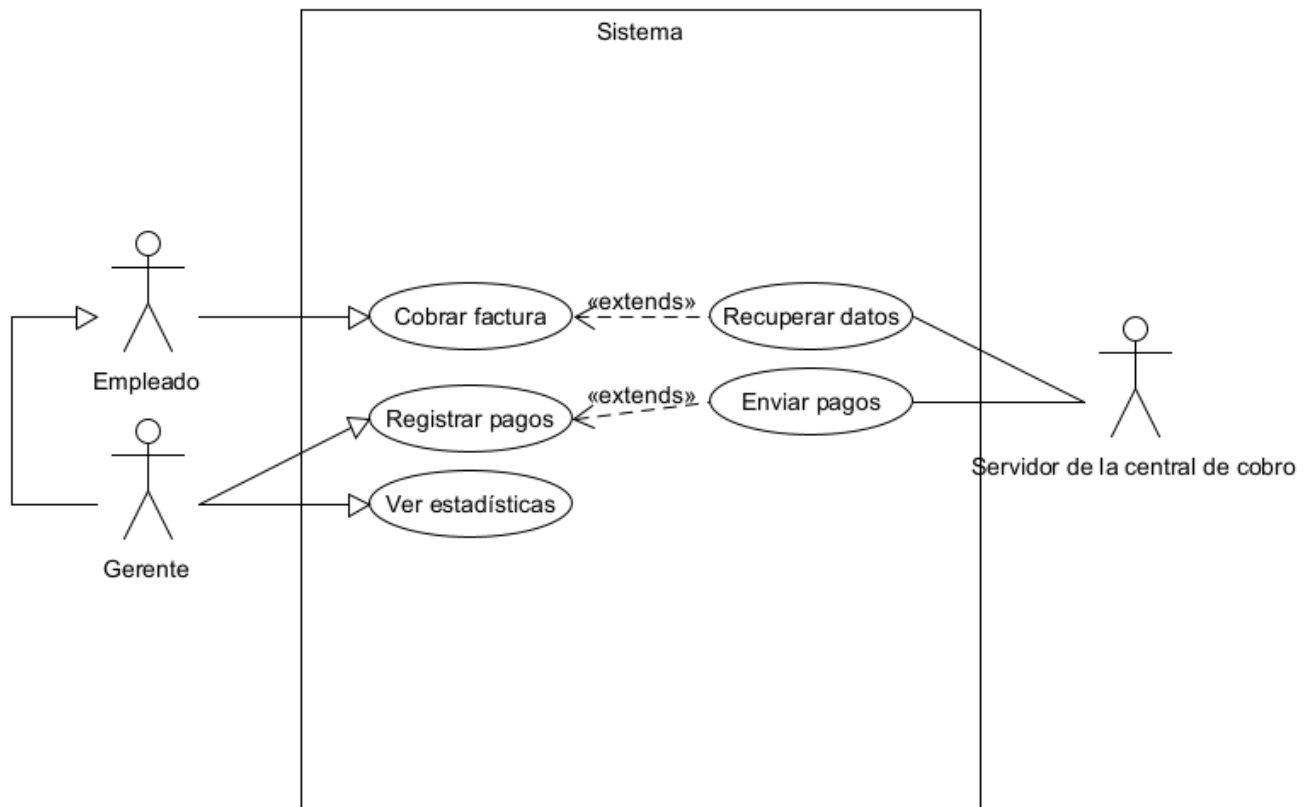 Sistema
«extends»
Cobrar factura
Recuperar datos
Empleado
«extends»
Registrar pagos
Enviar pagos
Servidor de la central de cobro
Ver estadísticas
Gerente